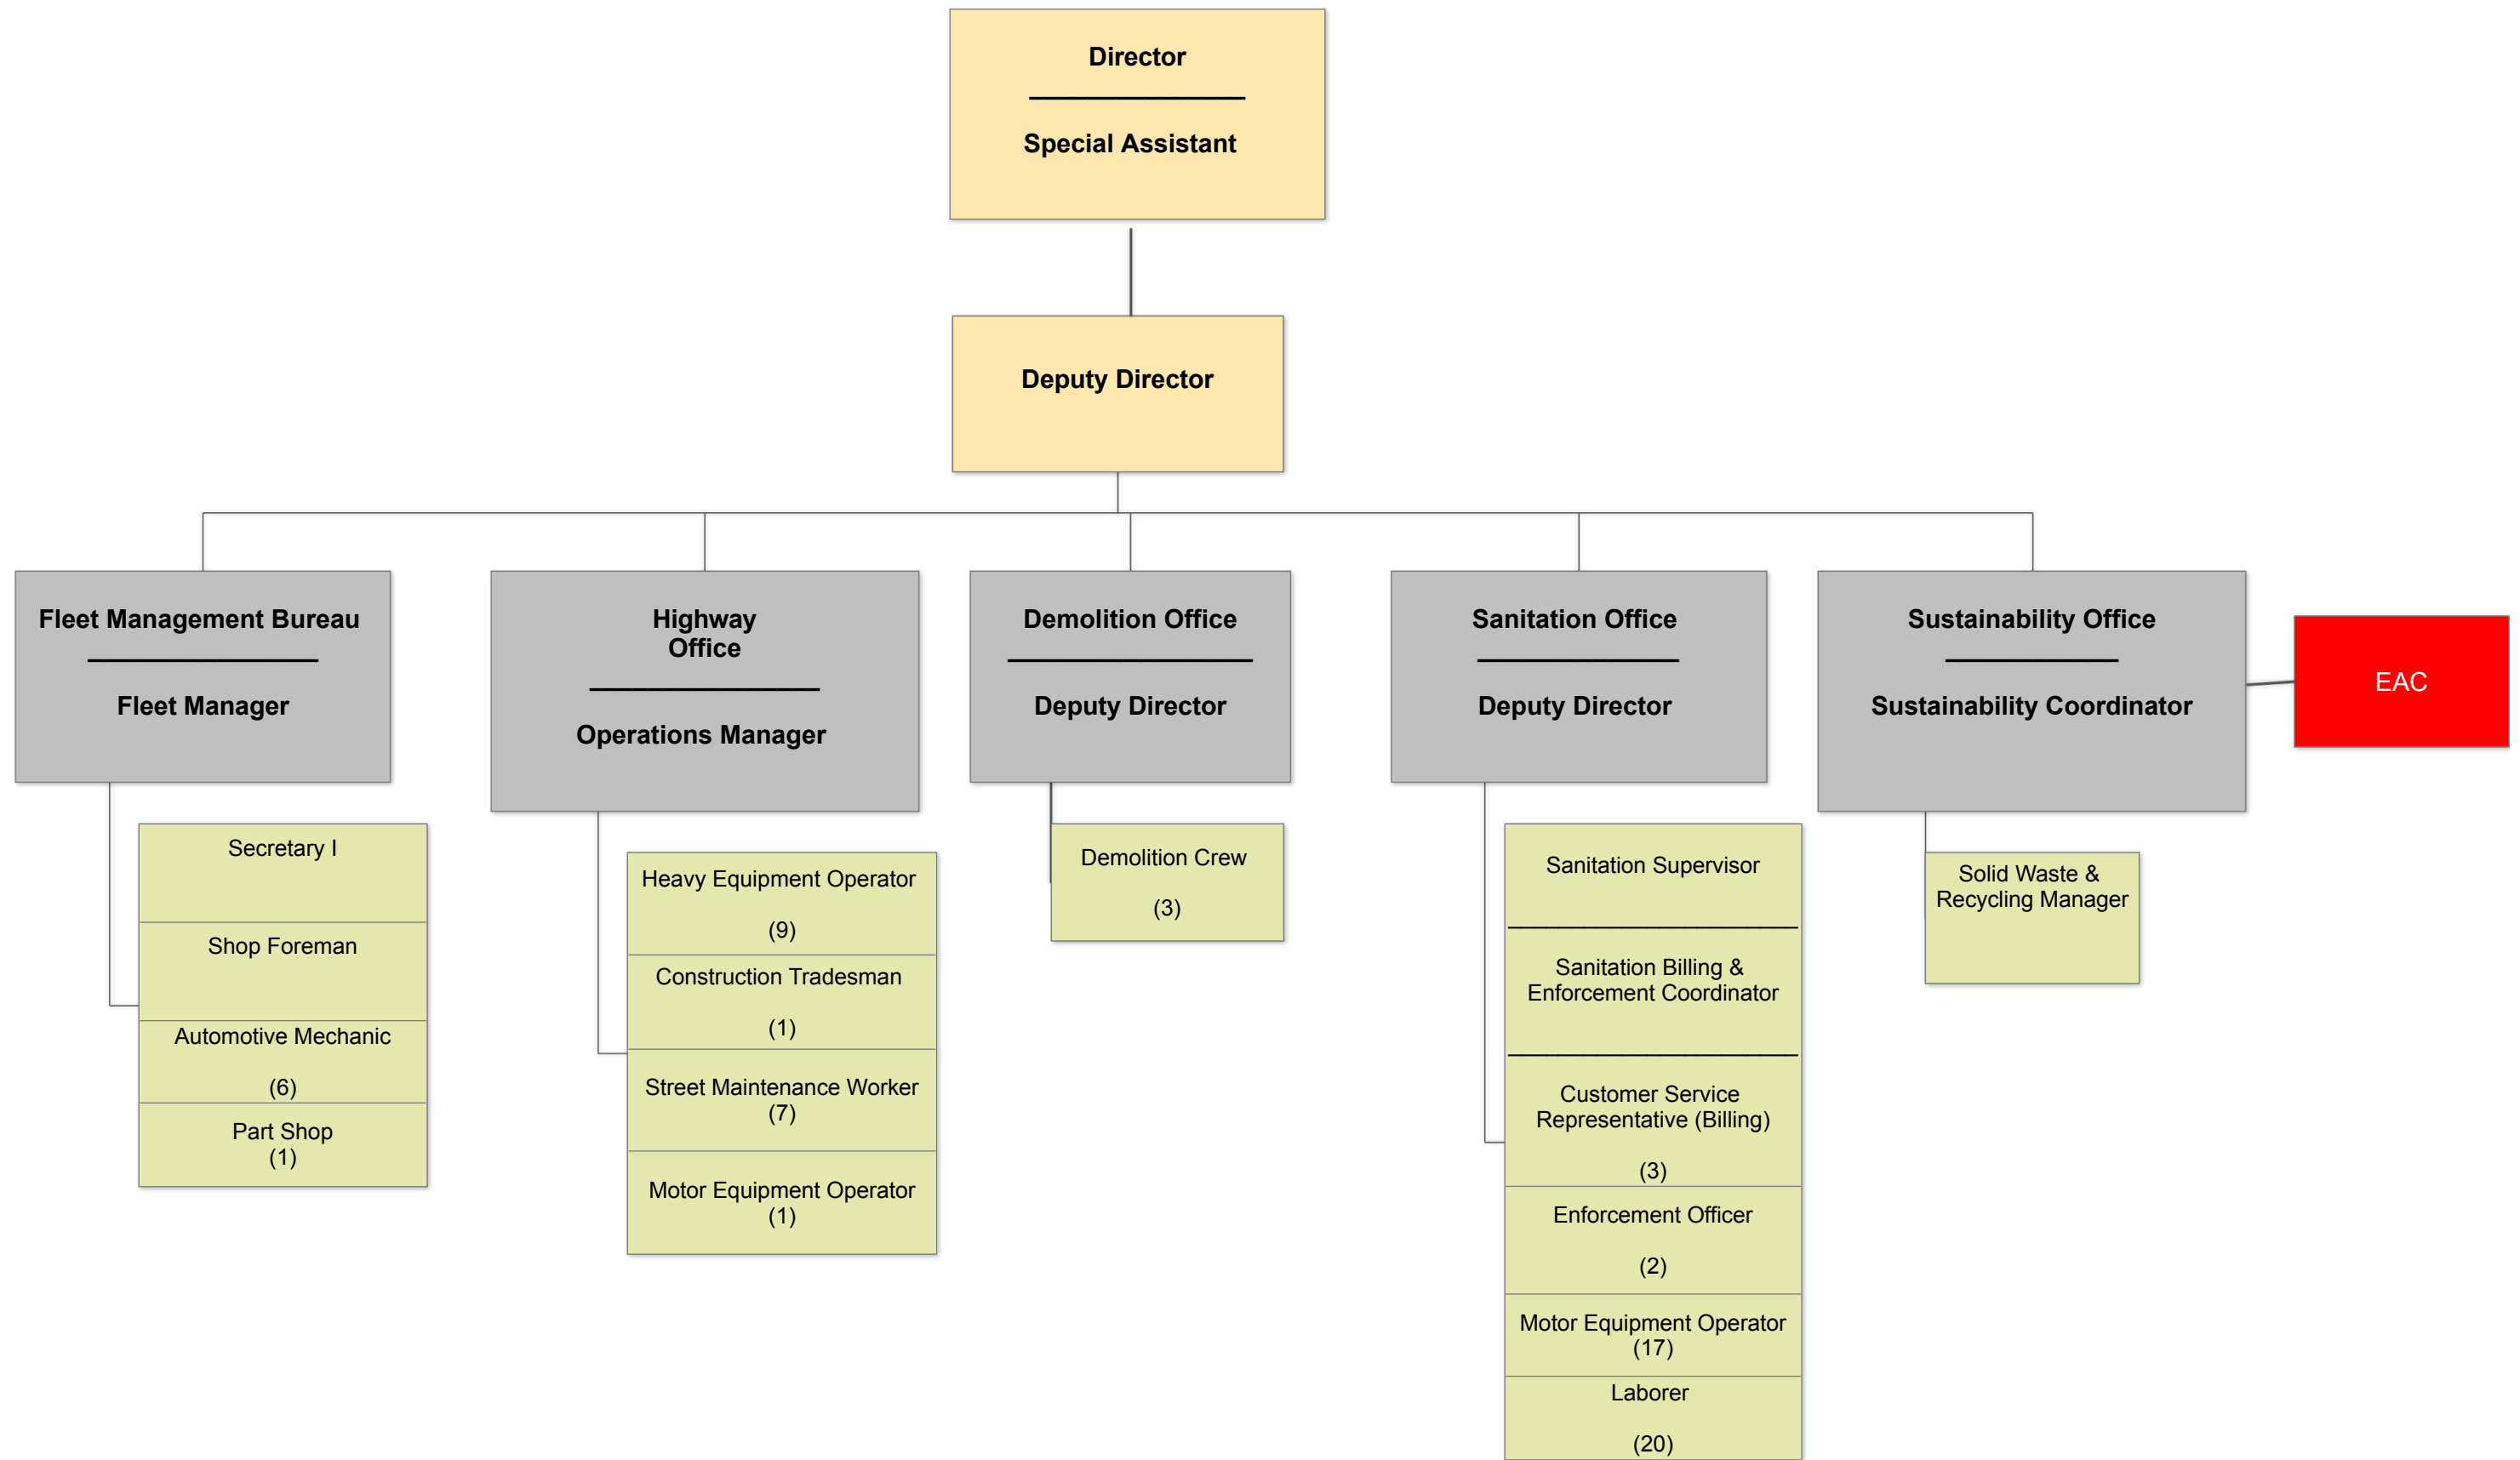 Director
Special Assistant
Deputy Director
Fleet Management Bureau
Fleet Manager
Highway
Office
Operations Manager
Demolition Office
Deputy Director
Sanitation Office
Deputy Director
Sustainability Office
Sustainability Coordinator
EAC
Secretary I
Shop Foreman
Automotive Mechanic
(6)
Part Shop
(1)
Heavy Equipment Operator
(9)
Construction Tradesman
(1)
Street Maintenance Worker
(7)
Motor Equipment Operator
(1)
Demolition Crew
(3)
Sanitation Supervisor
Sanitation Billing &
Enforcement Coordinator
Customer Service
Representative (Billing)
(3)
Enforcement Officer
(2)
Motor Equipment Operator
(17)
Laborer
(20)
Solid Waste &
Recycling Manager